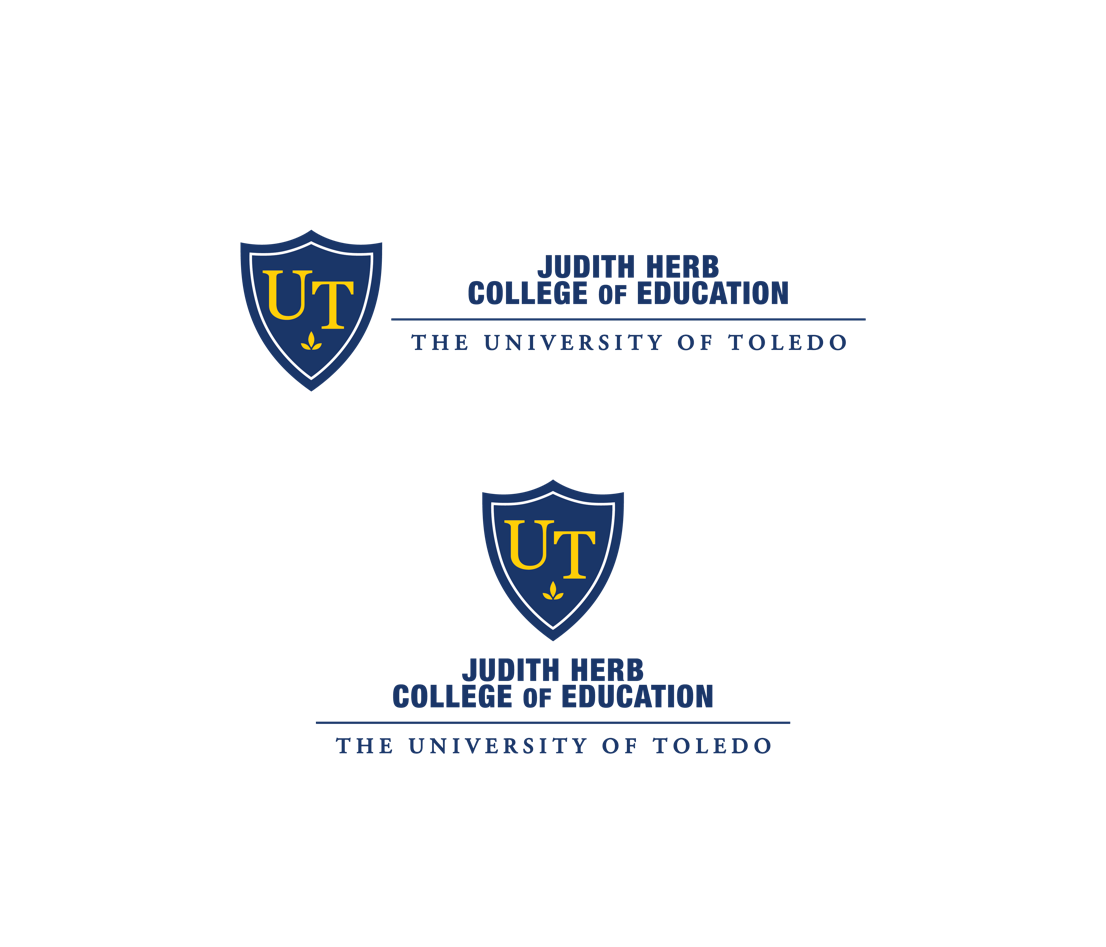 UT
JUDITH HERB
COLLEGE OF EDUCATION
THE UNIVERSITY OF TOLEDO
UT
JUDITH HERB
COLLEGE OF EDUCATION
THE UNIVERSITY OF TOLEDO